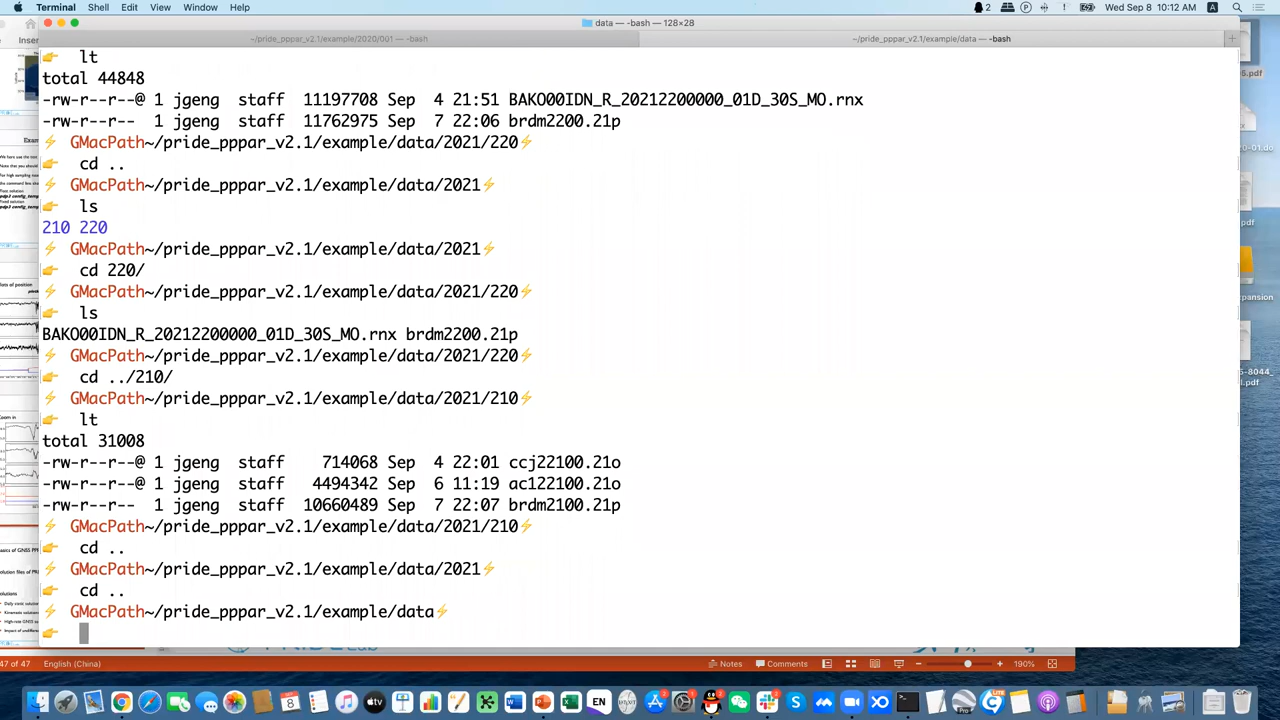 Terminal Shell Edit View Window Help
2
Wed Sep 8 10:12 AM
data — -bash — 128×28
~/pride_pppar_v2.1/example/2020/001 — -bash
~/pride_pppar_v2.1/example/data — -bash
lt
total 44848
-rw-r--r--@ 1 jgeng staff 11197708 Sep 4 21:51 BAKO00IDN_R_20212200000_01D_30S_MO.rnx
-rw-r--r-- 1 jgeng staff 11762975 Sep 7 22:06 brdm2200.21p
GMacPath~/pride_pppar_v2.1/example/data/2021/220
cd ..
GMacPath~/pride_pppar_v2.1/example/data/2021
ls
210 220
GMacPath~/pride_pppar_v2.1/example/data/2021
cd 220/
GMacPath~/pride_pppar_v2.1/example/data/2021/220
ls
BAKO00IDN_R_20212200000_01D_30S_MO.rnx brdm2200.21p
GMacPath~/pride_pppar_v2.1/example/data/2021/220
cd ../210/
GMacPath~/pride_pppar_v2.1/example/data/2021/210
lt
total 31008
-rw-r--r--@ 1 jgeng staff 714068 Sep 4 22:01 ccj22100.21o
-rw-r--r--@ 1 jgeng staff 4494342 Sep 6 11:19 ac122100.21o
-rw-r--r-- 1 jgeng staff 10660489 Sep 7 22:07 brdm2100.21p
GMacPath~/pride_pppar_v2.1/example/data/2021/210
cd ..
GMacPath~/pride_pppar_v2.1/example/data/2021
cd ..
GMacPath~/pride_pppar_v2.1/example/data
47 of 47 English (China) Notes Comments 190%